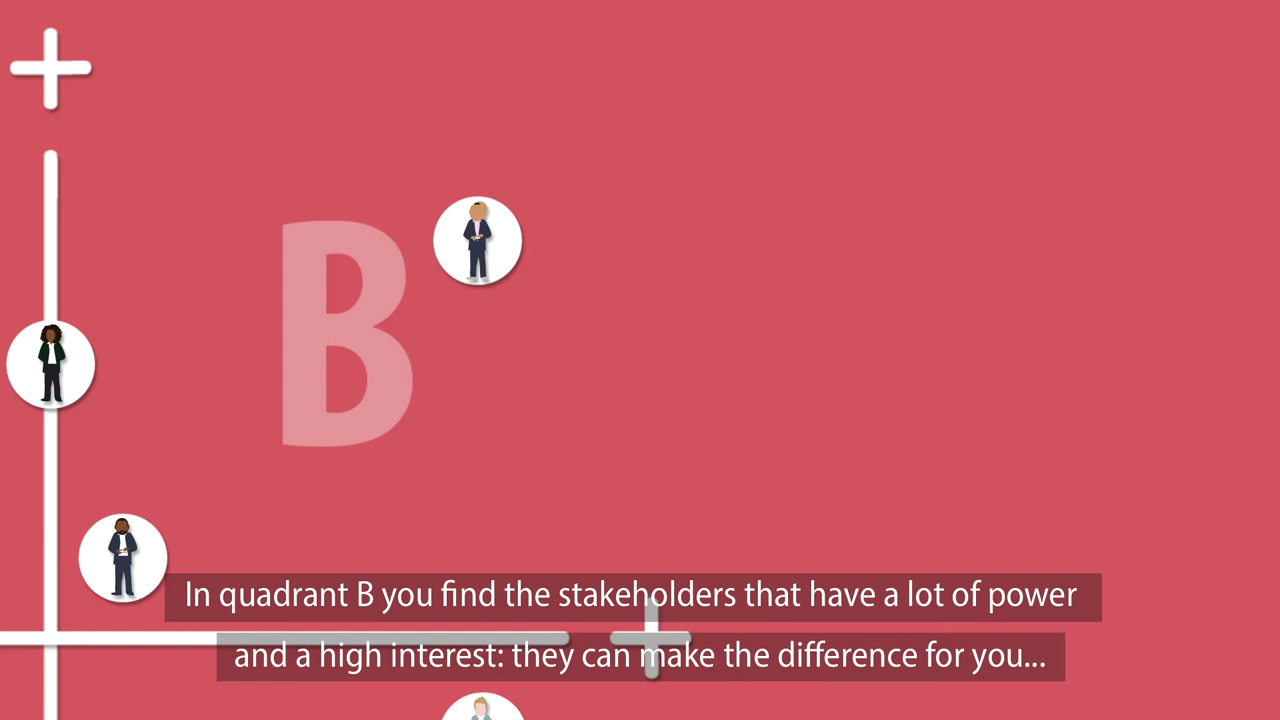 B
In quadrant B you find the stakeholders that have a lot of power
and a high interest: they can make the difference for you...